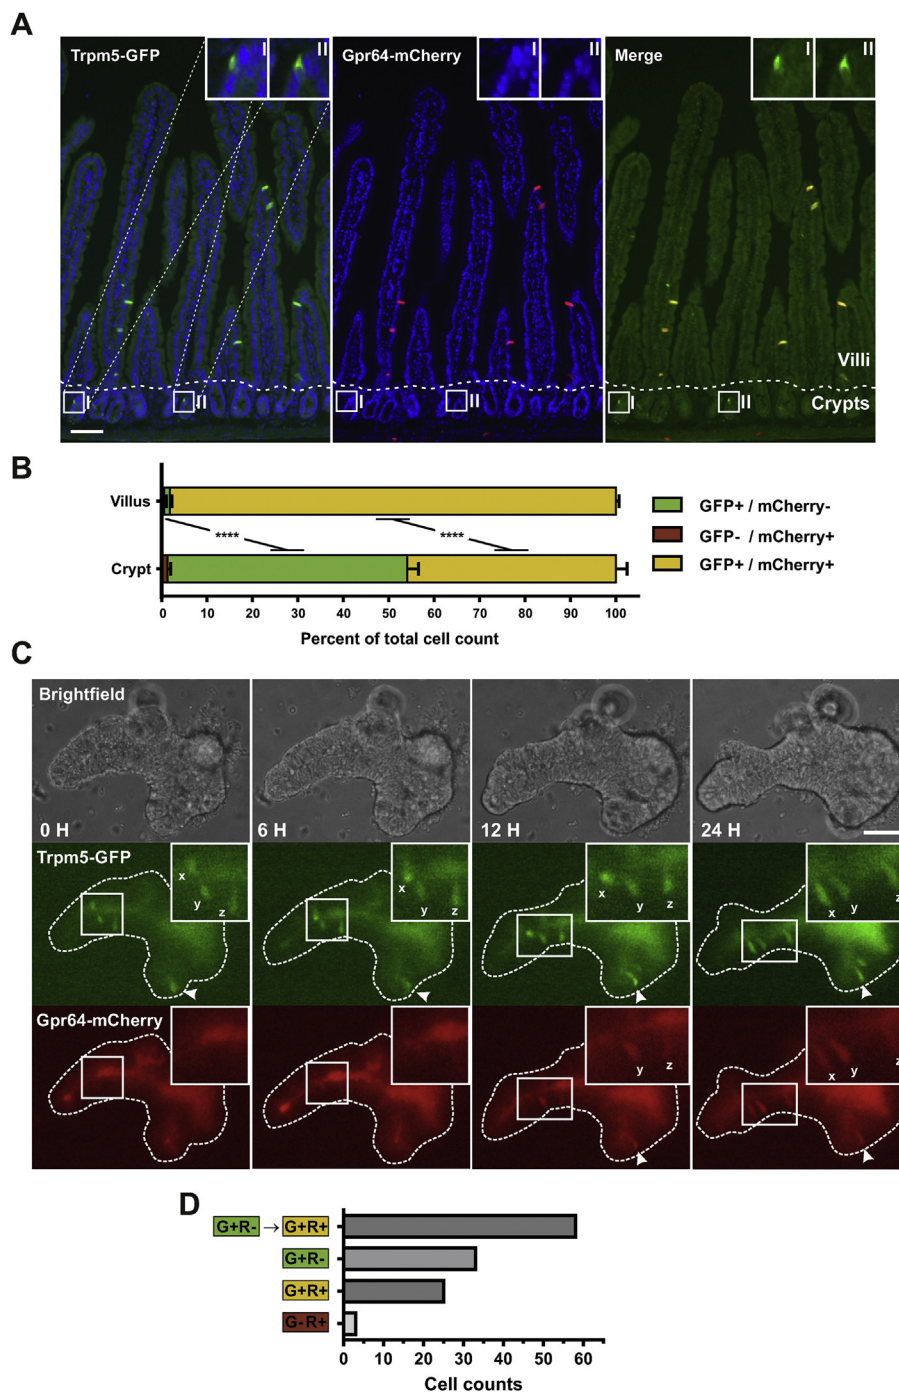 A
Trpm5-GFP I II Gpr64-mCherry I II Merge I II
Villi
I II I II I II Crypts
B
Villus
**** ****
Crypt
GFP+ / mCherry-
GFP- / mCherry+
GFP+ / mCherry+
0 10 20 30 40 50 60 70 80 90 100
Percent of total cell count
C
Brightfield
0 H 6 H 12 H 24 H
Trpm5-GFP
x y z x y z x y z x y z
Gpr64-mCherry
y z x y z
D
G+R- → G+R+
G+R-
G+R+
G-R+
0 10 20 30 40 50 60
Cell counts